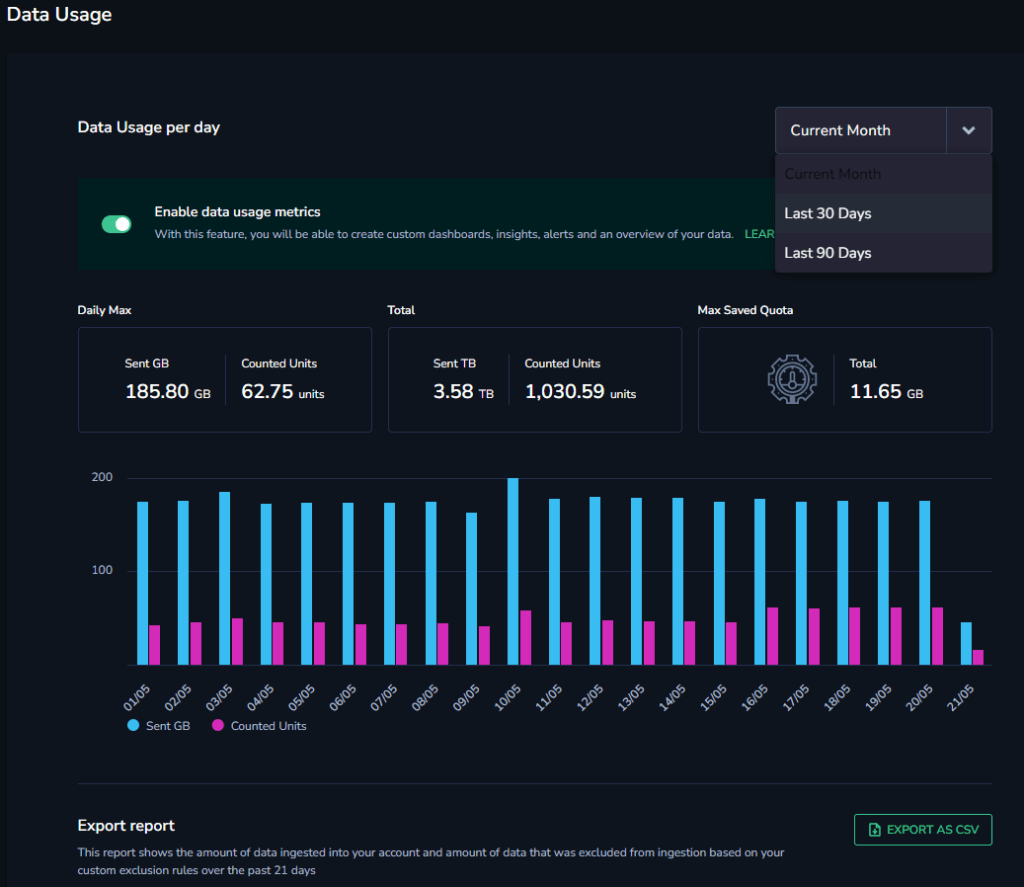 Data Usage
Data Usage per day
Current Month
Current Month
Last 30 Days
Last 90 Days
Enable data usage metrics
With this feature, you will be able to create custom dashboards, insights, alerts and an overview of your data. LEAR
Daily Max
Total
Max Saved Quota
Sent GB
Counted Units
185.80 GB
62.75 units
Sent TB
Counted Units
3.58 TB
1,030.59 units
Total
11.65 GB
200
100
01/05 02/05 03/05 04/05 05/05 06/05 07/05 08/05 09/05 10/05 11/05 12/05 13/05 14/05 15/05 16/05 17/05 18/05 19/05 20/05 21/05
Sent GB Counted Units
Export report
EXPORT AS CSV
This report shows the amount of data ingested into your account and amount of data that was excluded from ingestion based on your
custom exclusion rules over the past 21 days